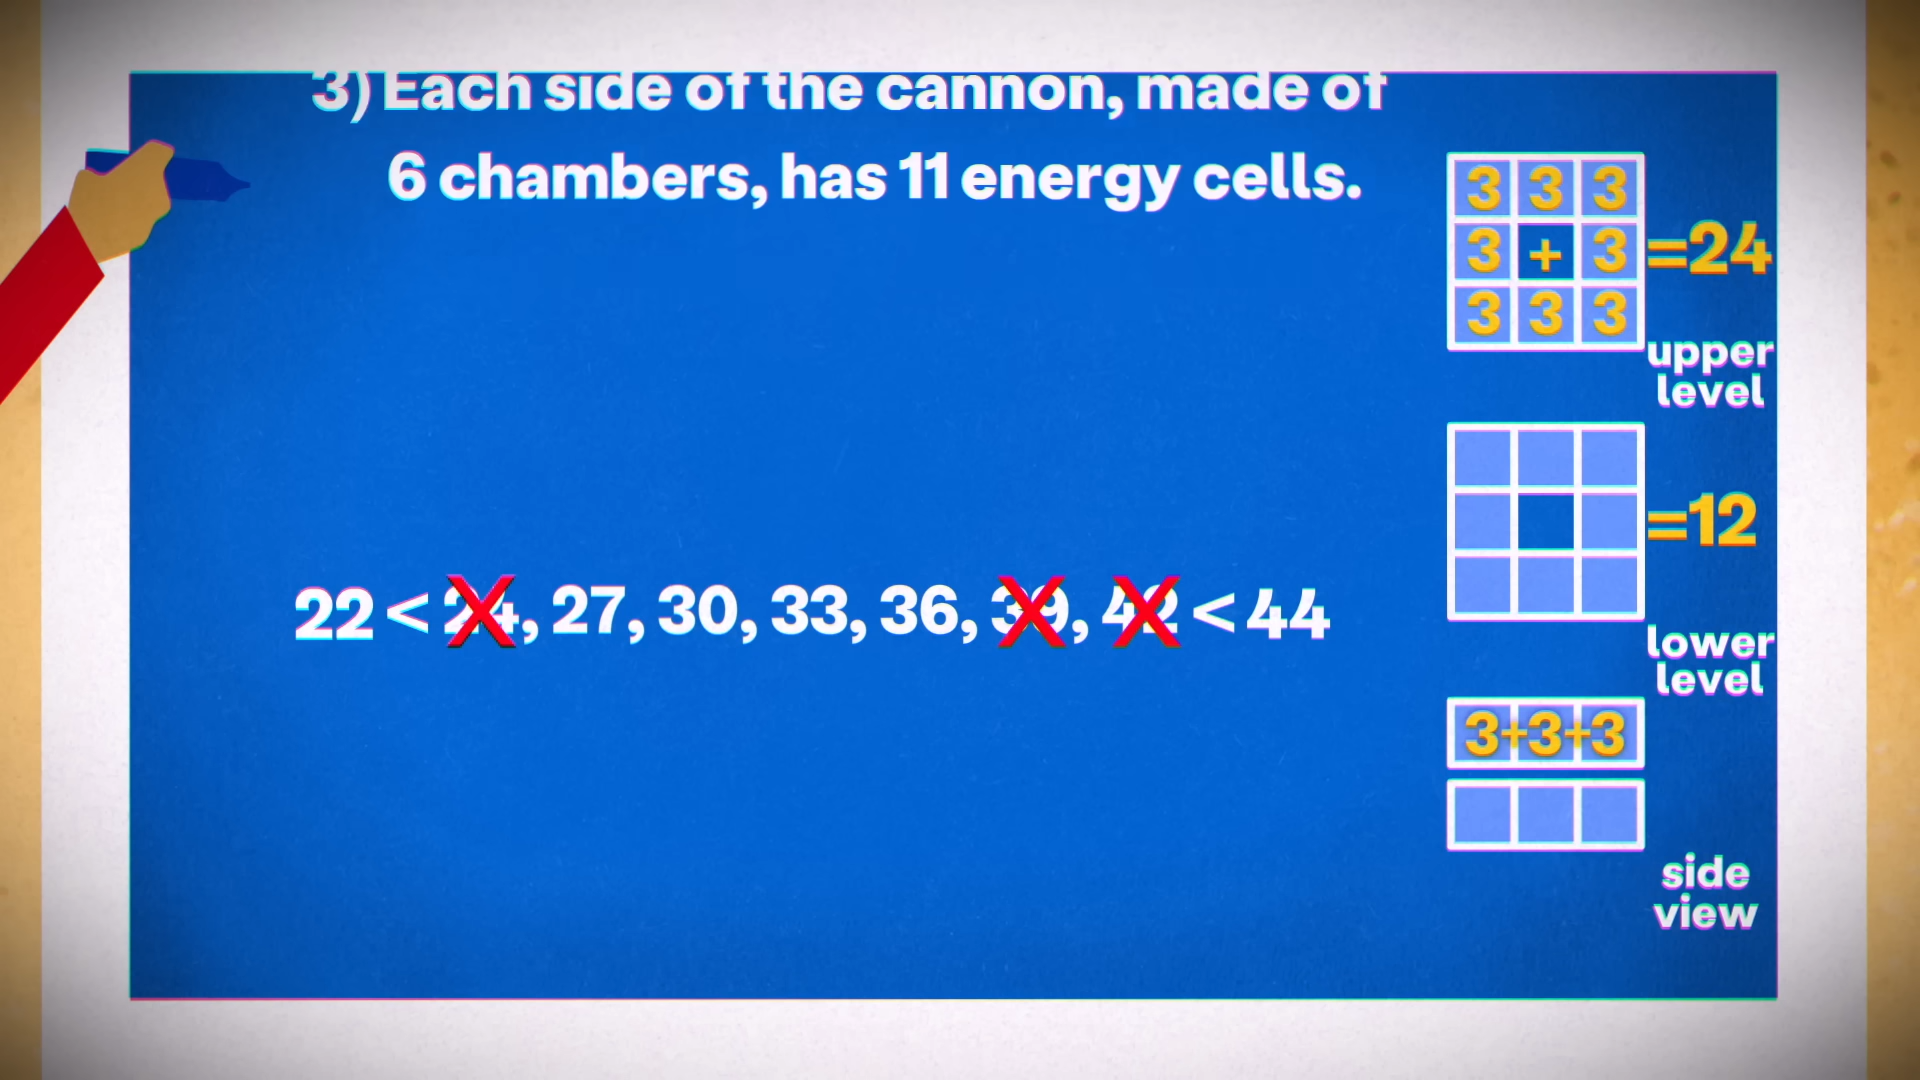 3) Each side of the cannon, made of
6 chambers, has 11 energy cells.
3 3 3
3 + 3 =24
3 3 3
upper
level
=12
22 < 24, 27, 30, 33, 36, 39, 42 < 44
lower
level
3+3+3
side
view